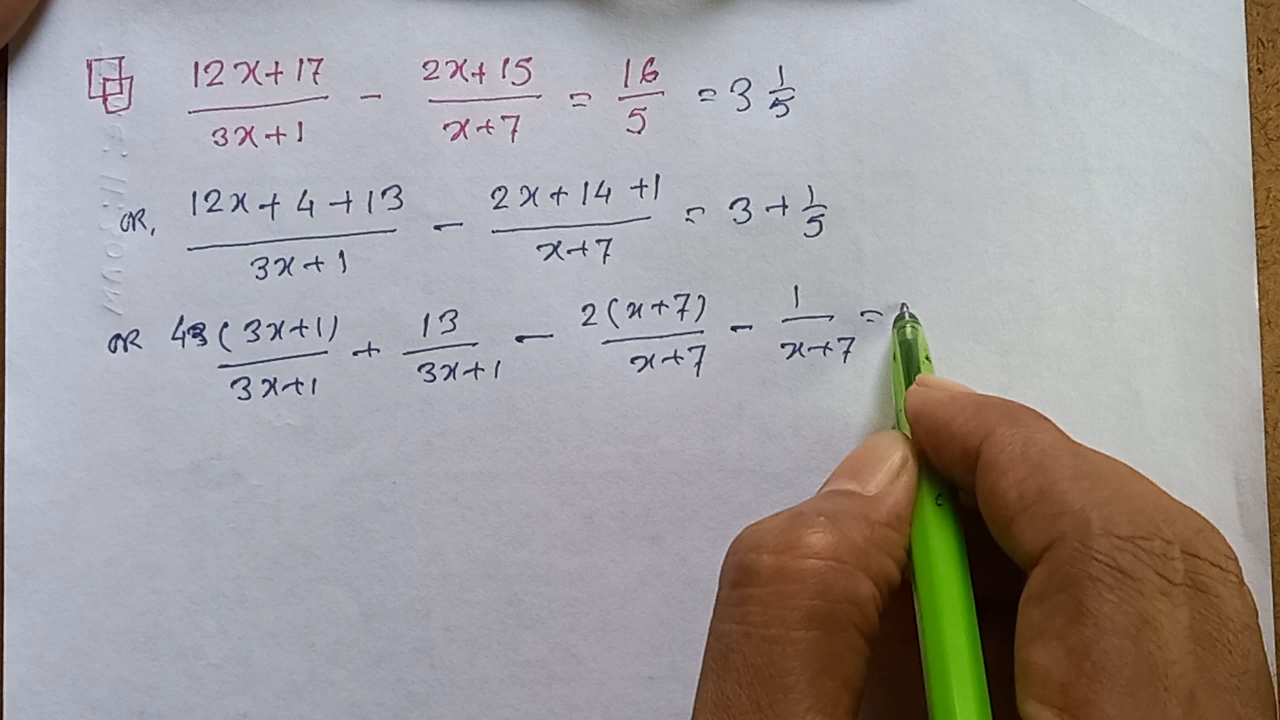 12x+17/3x+1 - 2x+15/x+7 = 16/5 = 3 1/5
OR, 12x+4+13/3x+1 - 2x+14+1/x+7 = 3+1/5
OR 4(3x+1)/3x+1 + 13/3x+1 - 2(x+7)/x+7 - 1/x+7 =